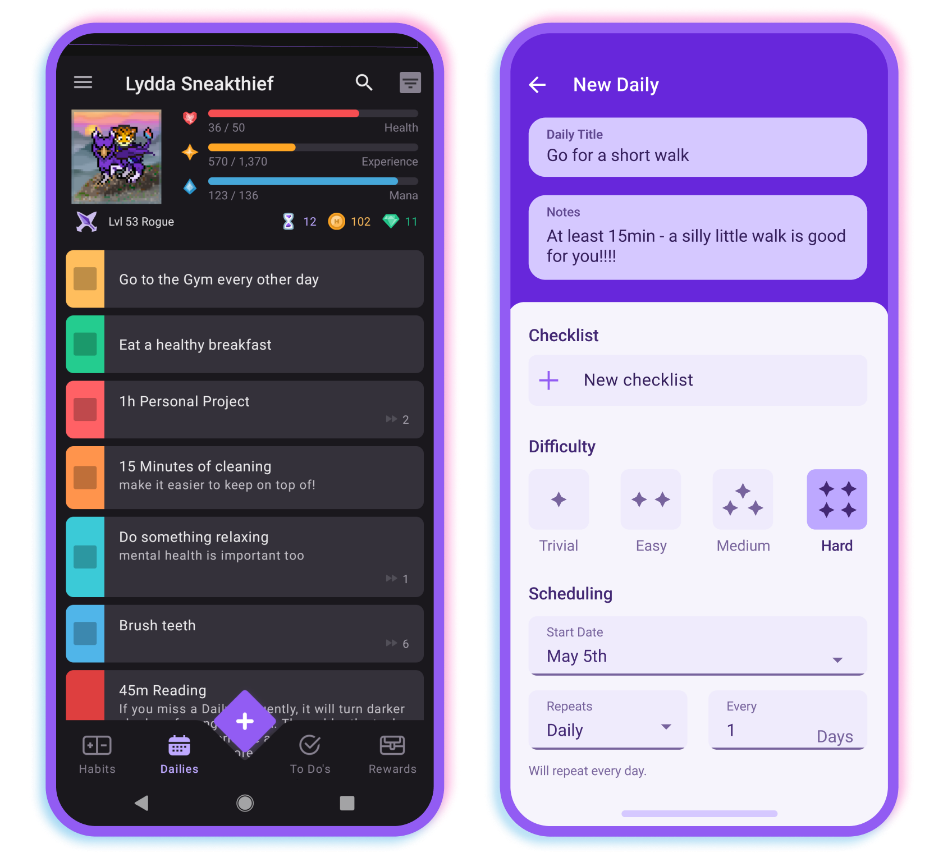 Lydda Sneakthief
36 / 50 Health
570 / 1,370 Experience
123 / 136 Mana
Lvl 53 Rogue 12 102 11
Go to the Gym every other day
Eat a healthy breakfast
1h Personal Project
2
15 Minutes of cleaning
make it easier to keep on top of!
Do something relaxing
mental health is important too
1
Brush teeth
6
45m Reading
If you miss a Dai ently, it will turn darker
Habits Dailies To Do's Rewards
New Daily
Daily Title
Go for a short walk
Notes
At least 15min - a silly little walk is good
for you!!!!
Checklist
New checklist
Difficulty
Trivial Easy Medium Hard
Scheduling
Start Date
May 5th
Repeats Every
Daily 1 Days
Will repeat every day.